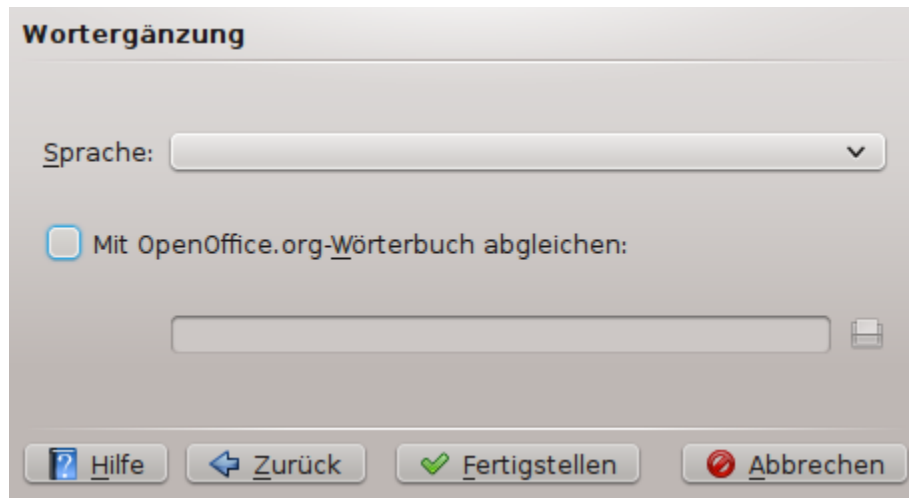 Wortergänzung
Sprache:
Mit OpenOffice.org-Wörterbuch abgleichen:
Hilfe Zurück Fertigstellen Abbrechen